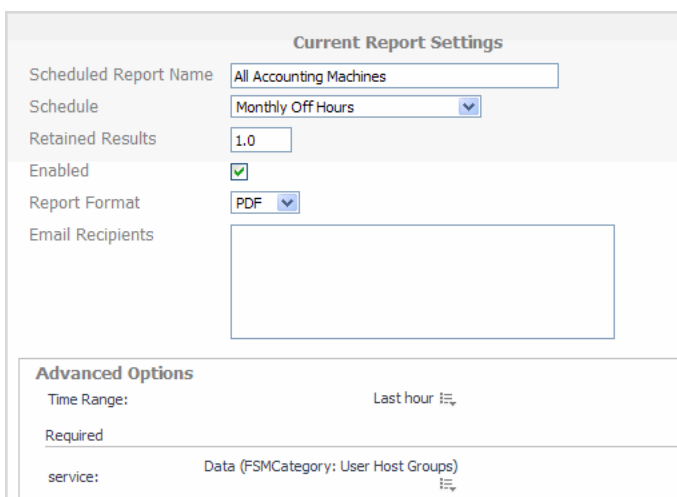 Current Report Settings
Scheduled Report Name All Accounting Machines
Schedule Monthly Off Hours
Retained Results 1.0
Enabled
Report Format PDF
Email Recipients
Advanced Options
Time Range: Last hour
Required
service: Data (FSMCategory: User Host Groups)